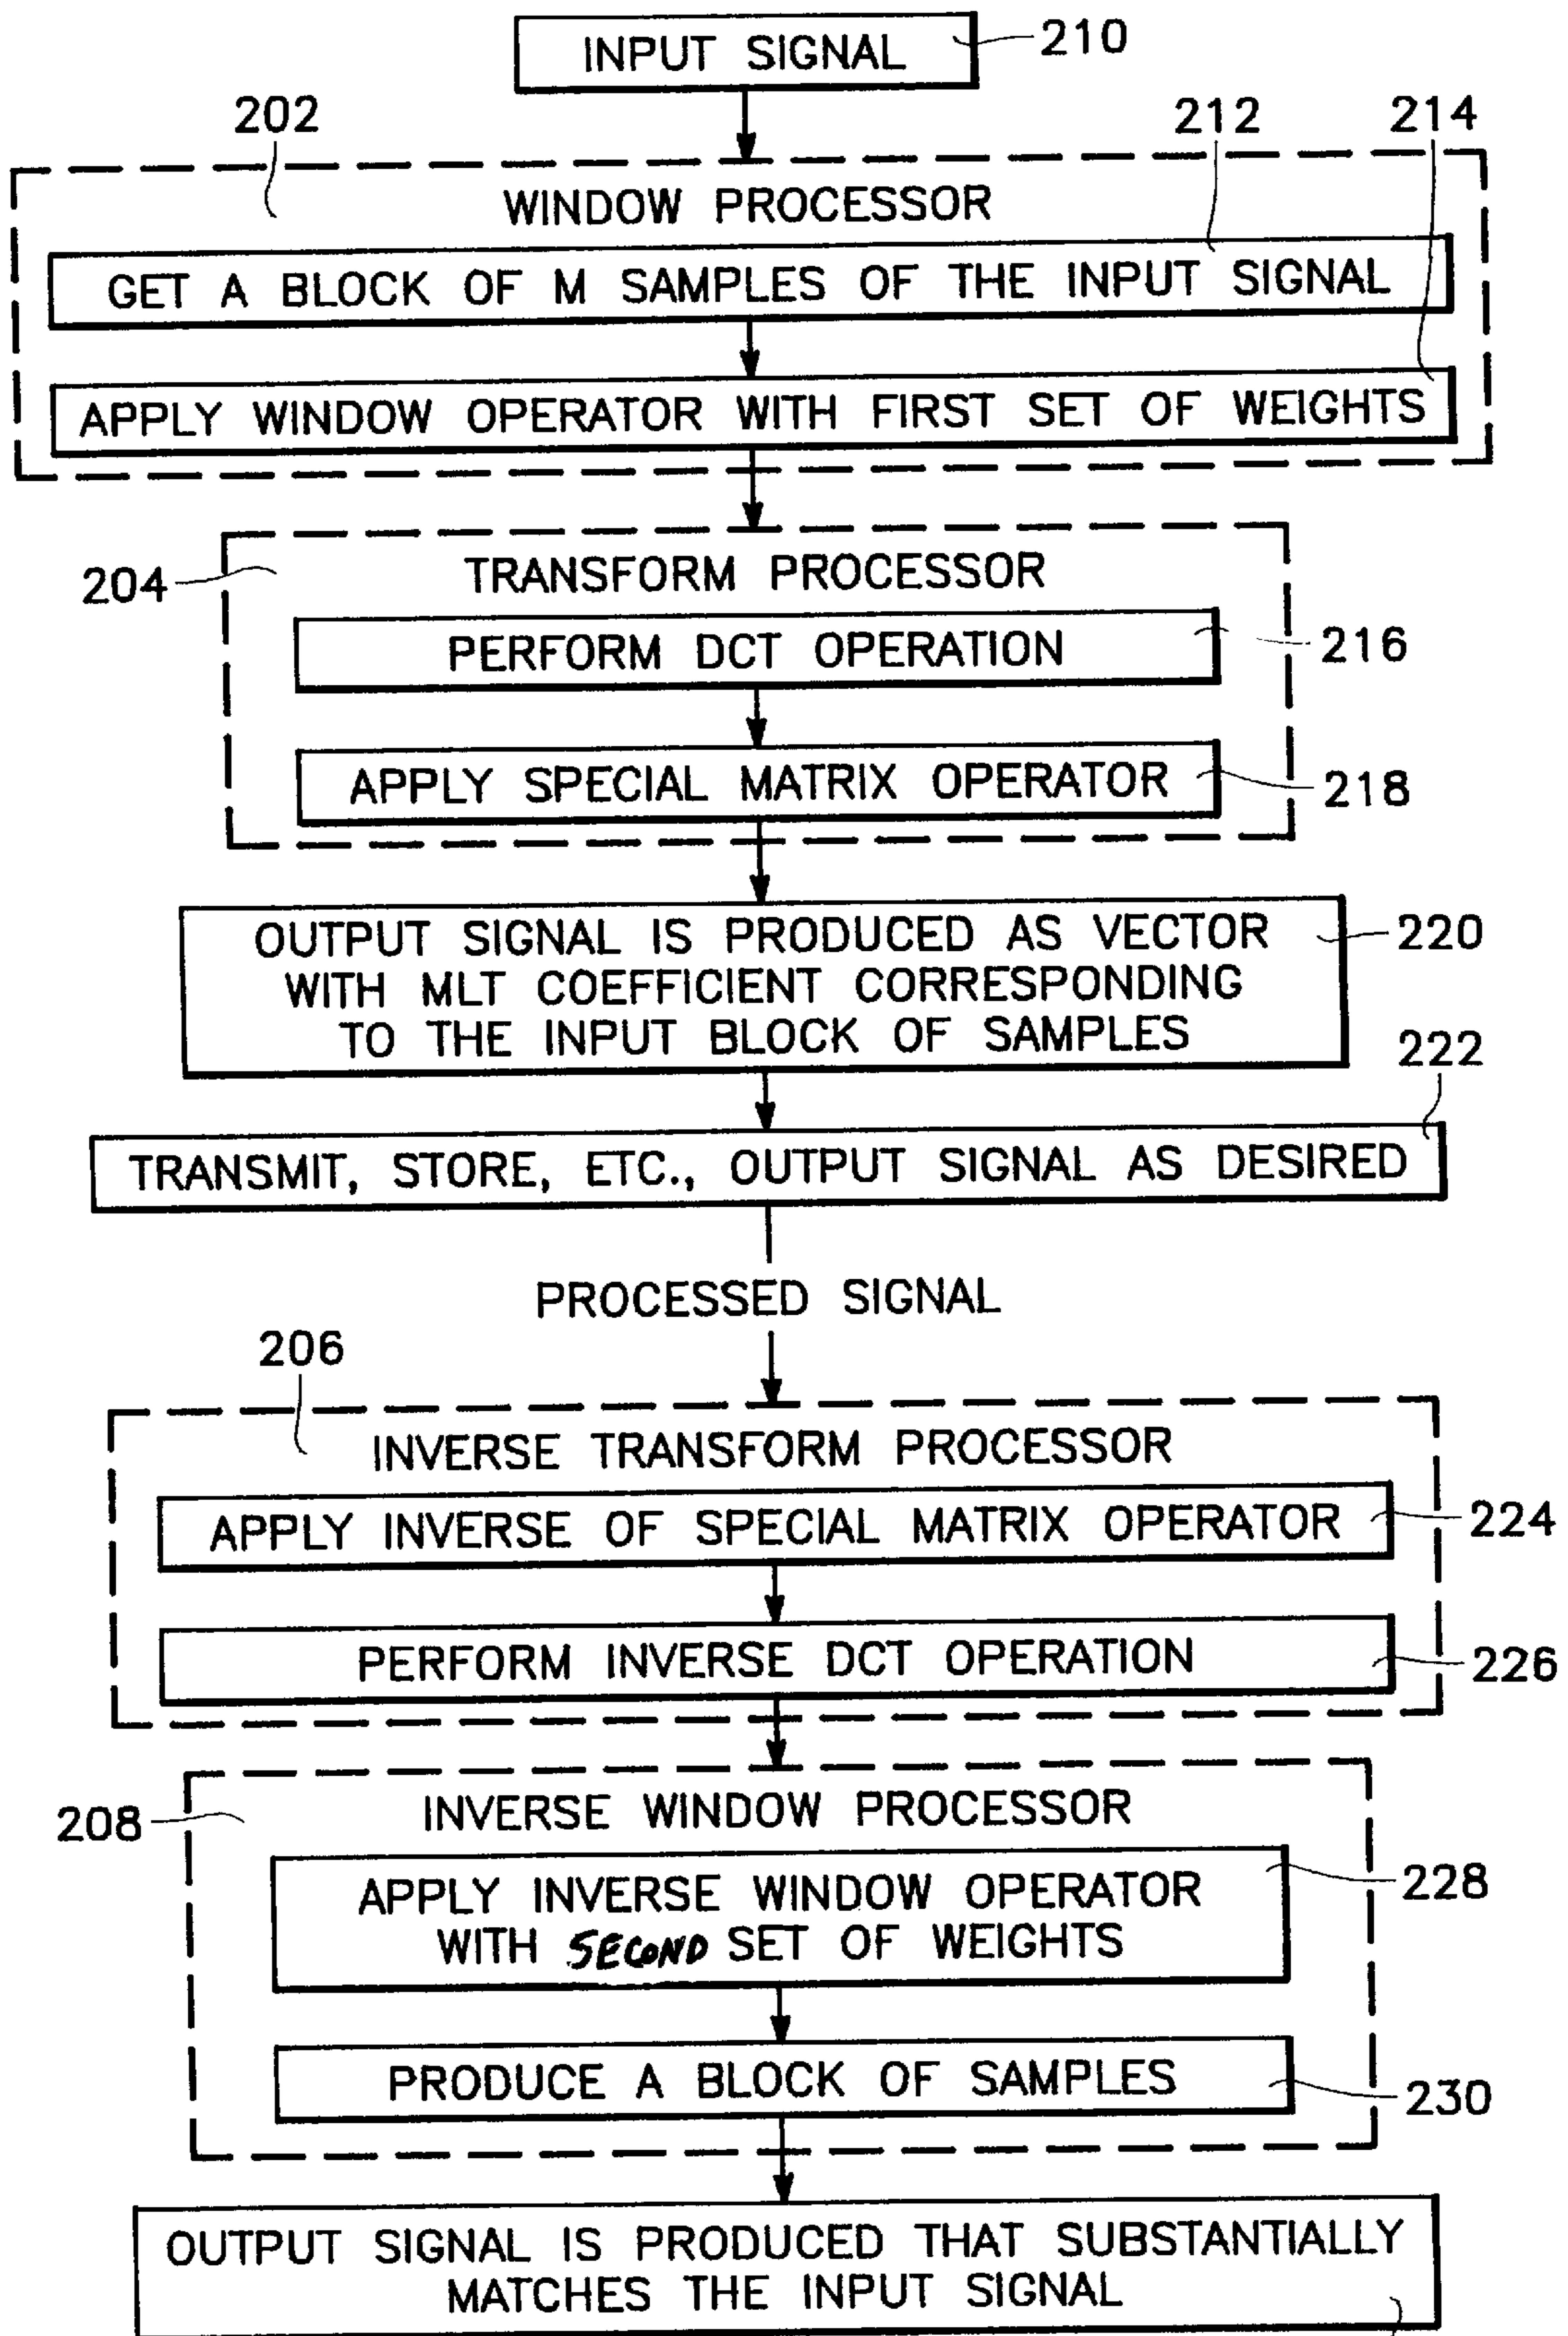 INPUT SIGNAL
210
202
212
214
WINDOW PROCESSOR
GET A BLOCK OF M SAMPLES OF THE INPUT SIGNAL
APPLY WINDOW OPERATOR WITH FIRST SET OF WEIGHTS
204
TRANSFORM PROCESSOR
PERFORM DCT OPERATION
216
APPLY SPECIAL MATRIX OPERATOR
218
OUTPUT SIGNAL IS PRODUCED AS VECTOR
WITH MLT COEFFICIENT CORRESPONDING
TO THE INPUT BLOCK OF SAMPLES
220
222
TRANSMIT, STORE, ETC., OUTPUT SIGNAL AS DESIRED
PROCESSED SIGNAL
206
INVERSE TRANSFORM PROCESSOR
APPLY INVERSE OF SPECIAL MATRIX OPERATOR
224
PERFORM INVERSE DCT OPERATION
226
208
INVERSE WINDOW PROCESSOR
APPLY INVERSE WINDOW OPERATOR
WITH SECOND SET OF WEIGHTS
228
PRODUCE A BLOCK OF SAMPLES
230
OUTPUT SIGNAL IS PRODUCED THAT SUBSTANTIALLY
MATCHES THE INPUT SIGNAL